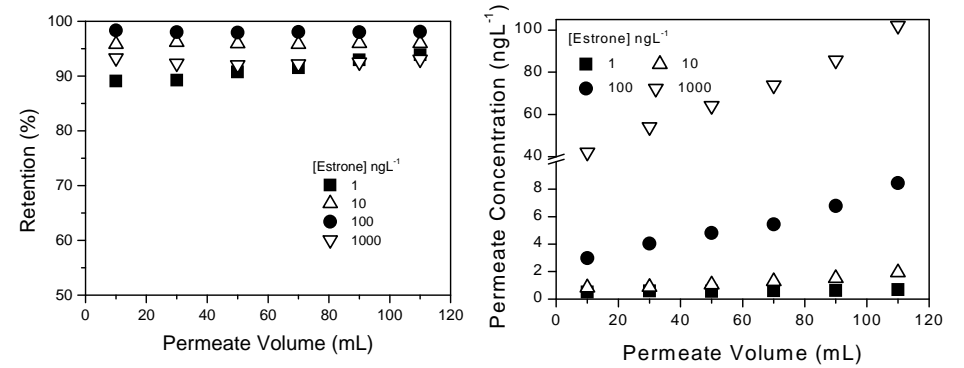 100
90
80
70
60
50
Retention (%)
[Estrone] ngL-1
1
10
100
1000
0 20 40 60 80 100 120
Permeate Volume (mL)
100
80
60
40
8
6
4
2
0
Permeate Concentration (ngL-1)
[Estrone] ngL-1
1 10
100 1000
0 20 40 60 80 100 120
Permeate Volume (mL)